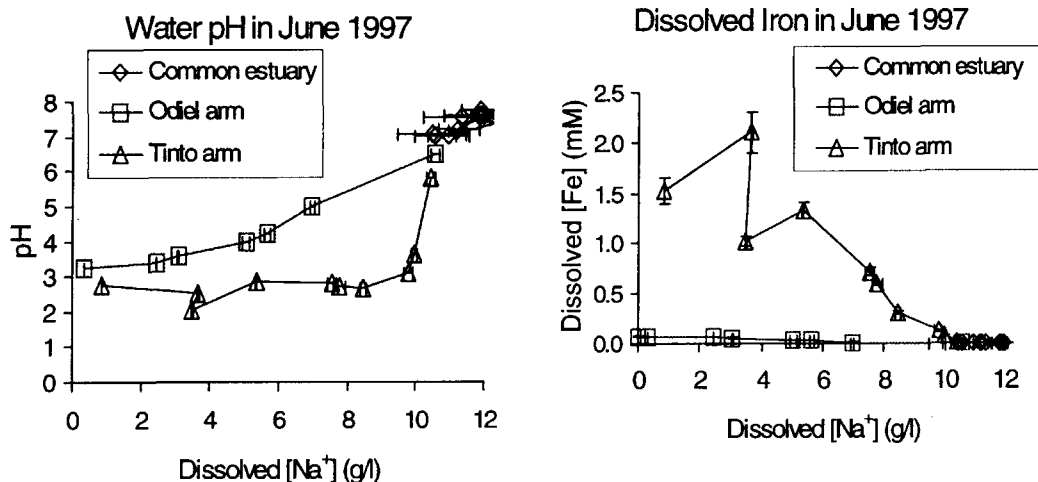 Water pH in June 1997
Common estuary
Odiel arm
Tinto arm
8
7
6
5
4
3
2
1
0
pH
0 2 4 6 8 10 12
Dissolved [Na⁺] (g/l)
Dissolved Iron in June 1997
Common estuary
Odiel arm
Tinto arm
2.5
2.0
1.5
1.0
0.5
0.0
Dissolved [Fe] (mM)
0 2 4 6 8 10 12
Dissolved [Na⁺] (g/l)